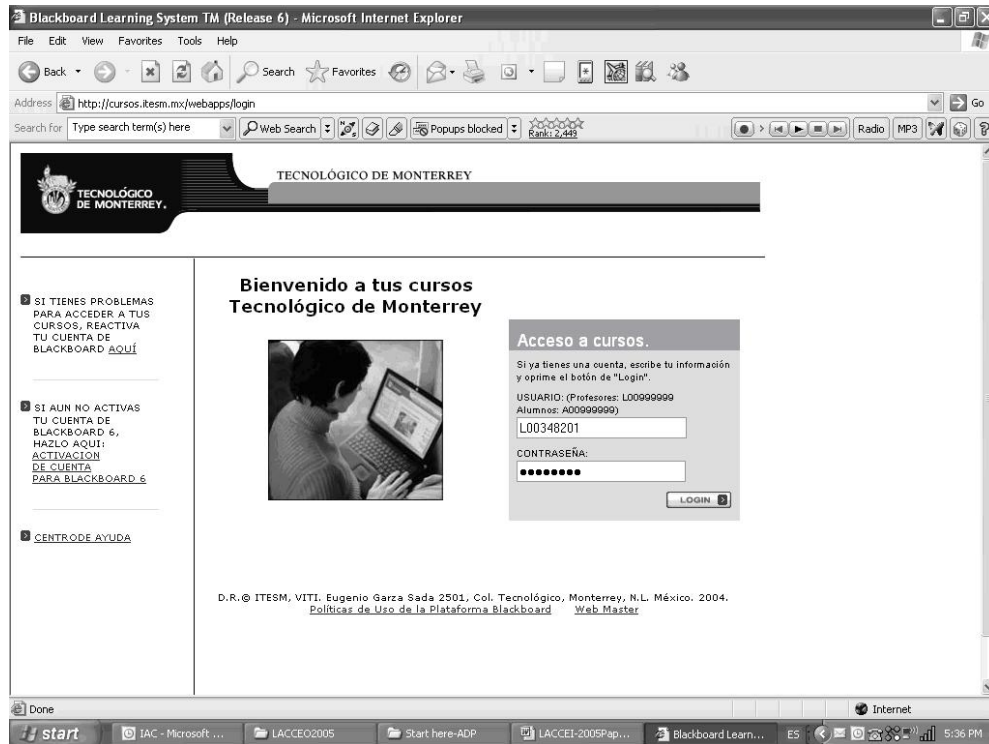 Blackboard Learning System TM (Release 6) - Microsoft Internet Explorer
File Edit View Favorites Tools Help
Back Search Favorites
Address http://cursos.itesm.mx/webapps/login Go
Search for Type search term(s) here Web Search Popups blocked Rank: 2,449 Radio MP3
TECNOLÓGICO
DE MONTERREY.
TECNOLÓGICO DE MONTERREY
SI TIENES PROBLEMAS
PARA ACCEDER A TUS
CURSOS, REACTIVA
TU CUENTA DE
BLACKBOARD AQUÍ
SI AUN NO ACTIVAS
TU CUENTA DE
BLACKBOARD 6,
HAZLO AQUI:
ACTIVACION
DE CUENTA
PARA BLACKBOARD 6
CENTRODE AYUDA
Bienvenido a tus cursos
Tecnológico de Monterrey
Acceso a cursos.
Si ya tienes una cuenta, escribe tu información
y oprime el botón de "Login".
USUARIO: (Profesores: L00999999
Alumnos: A00999999)
L00348201
CONTRASEÑA:
●●●●●●●●
LOGIN
D.R.© ITESM, VITI. Eugenio Garza Sada 2501, Col. Tecnológico, Monterrey, N.L. México. 2004.
Políticas de Uso de la Plataforma Blackboard Web Master
Done Internet
start IAC - Microsoft ... LACCEO2005 Start here-ADP LACCEI-2005Pap... Blackboard Learn... ES 5:36 PM